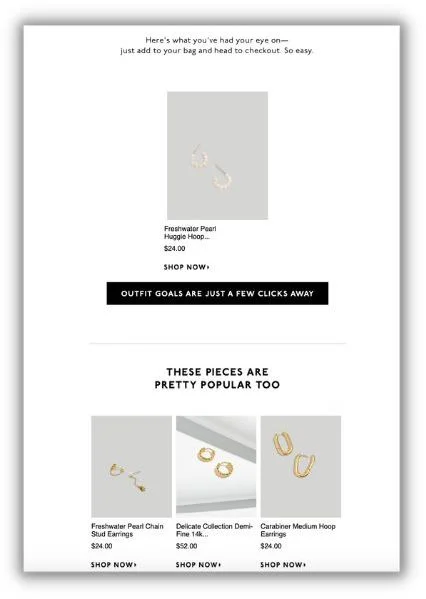 Here's what you've had your eye on—
just add to your bag and head to checkout. So easy.
Freshwater Pearl
Huggie Hoop...
$24.00
SHOP NOW›
OUTFIT GOALS ARE JUST A FEW CLICKS AWAY
THESE PIECES ARE
PRETTY POPULAR TOO
Freshwater Pearl Chain
Stud Earrings
$24.00
SHOP NOW›
Delicate Collection Demi-
Fine 14k...
$52.00
SHOP NOW›
Carabiner Medium Hoop
Earrings
$24.00
SHOP NOW›